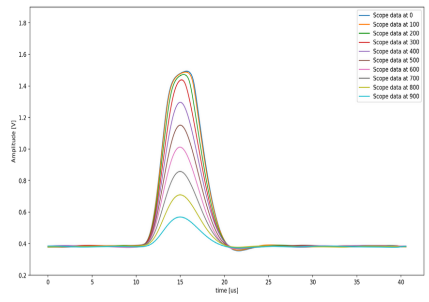 1.8
1.6
1.4
1.2
1.0
0.8
0.6
0.4
0.2
Amplitude [V]
0 5 10 15 20 25 30 35 40
time [us]
Scope data at 0
Scope data at 100
Scope data at 200
Scope data at 300
Scope data at 400
Scope data at 500
Scope data at 600
Scope data at 700
Scope data at 800
Scope data at 900